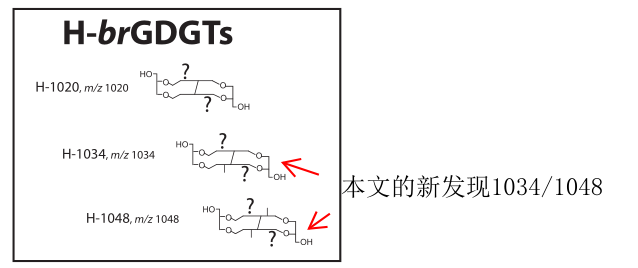 H-brGDGTs
HO
?
H-1020, m/z 1020
O
O
O
O
?
OH
HO
?
H-1034, m/z 1034
O
O
O
O
?
OH
本文的新发现1034/1048
HO
?
H-1048, m/z 1048
O
O
O
O
?
OH